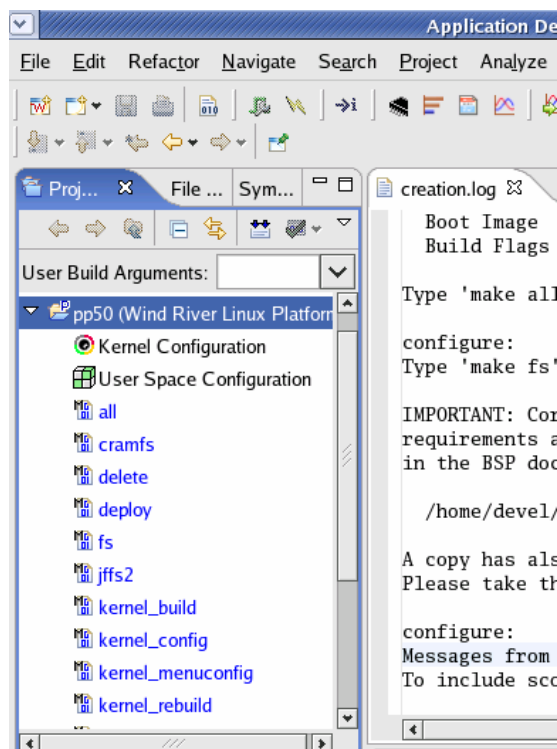 Application De
File Edit Refactor Navigate Search Project Analyze
Proj... File ... Sym... creation.log
User Build Arguments:
pp50 (Wind River Linux Platform
Kernel Configuration
User Space Configuration
all
cramfs
delete
deploy
fs
jffs2
kernel_build
kernel_config
kernel_menuconfig
kernel_rebuild
Boot Image
Build Flags
Type 'make all
configure:
Type 'make fs'
IMPORTANT: Cor
requirements a
in the BSP doc
/home/devel/
A copy has als
Please take th
configure:
Messages from
To include sco